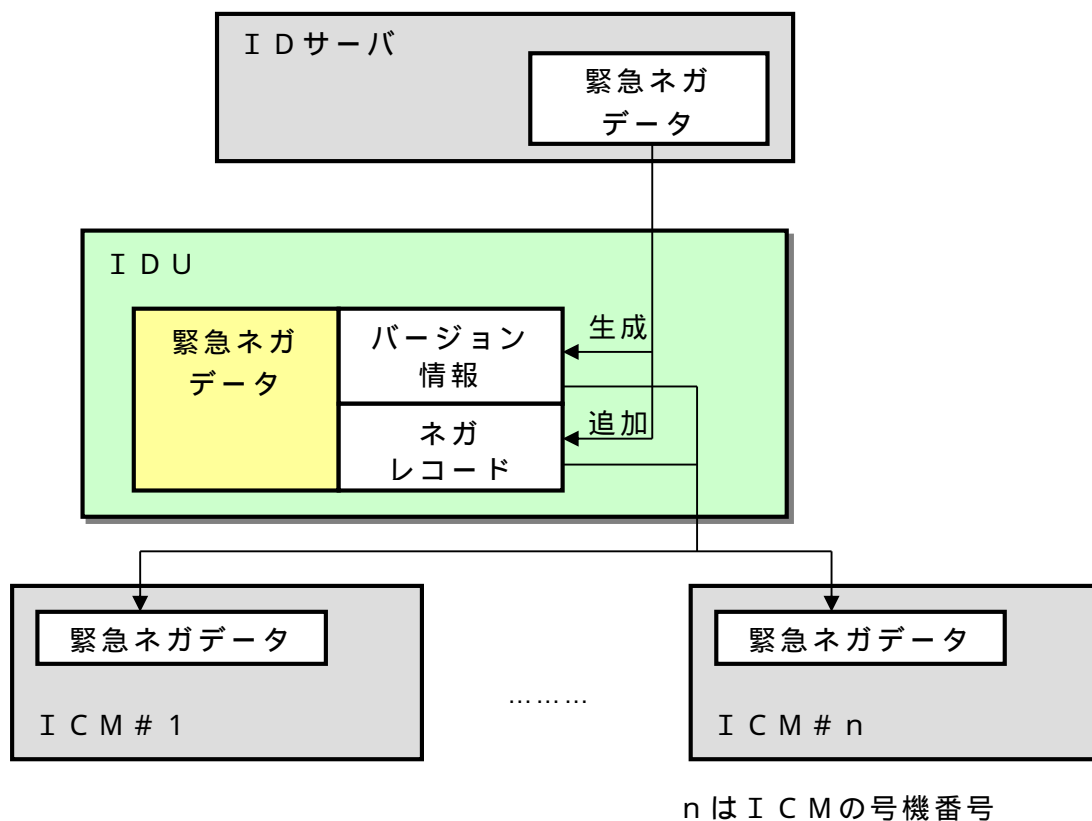 ＩＤサーバ
緊急ネガ
データ
ＩＤＵ
緊急ネガ
データ
バージョン
情報
生成
ネガ
レコード
追加
緊急ネガデータ
ＩＣＭ＃１
………
緊急ネガデータ
ＩＣＭ＃ｎ
ｎはＩＣＭの号機番号